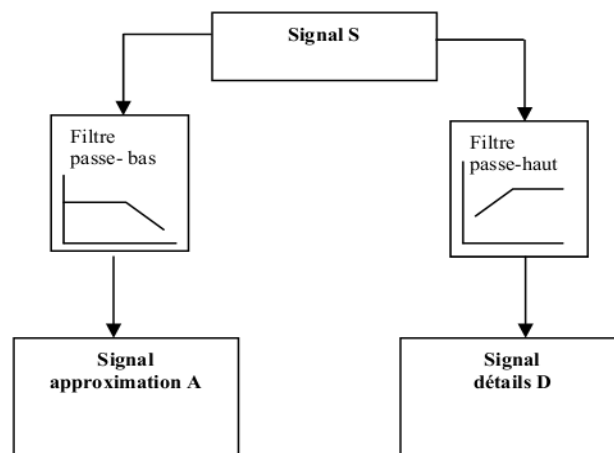 Signal S
Filtre
passe- bas
Filtre
passe-haut
Signal
approximation A
Signal
détails D